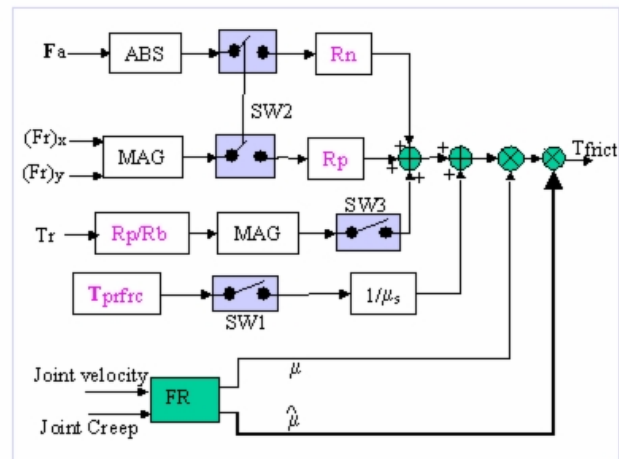 Fa
ABS
Rn
SW2
(Fr)x
(Fr)y
MAG
Rp
+
+
+
+
+
Tfrict
Tr
Rp/Rb
MAG
SW3
Tprfrc
SW1
1/μs
Joint velocity
Joint Creep
FR
μ
μ̂